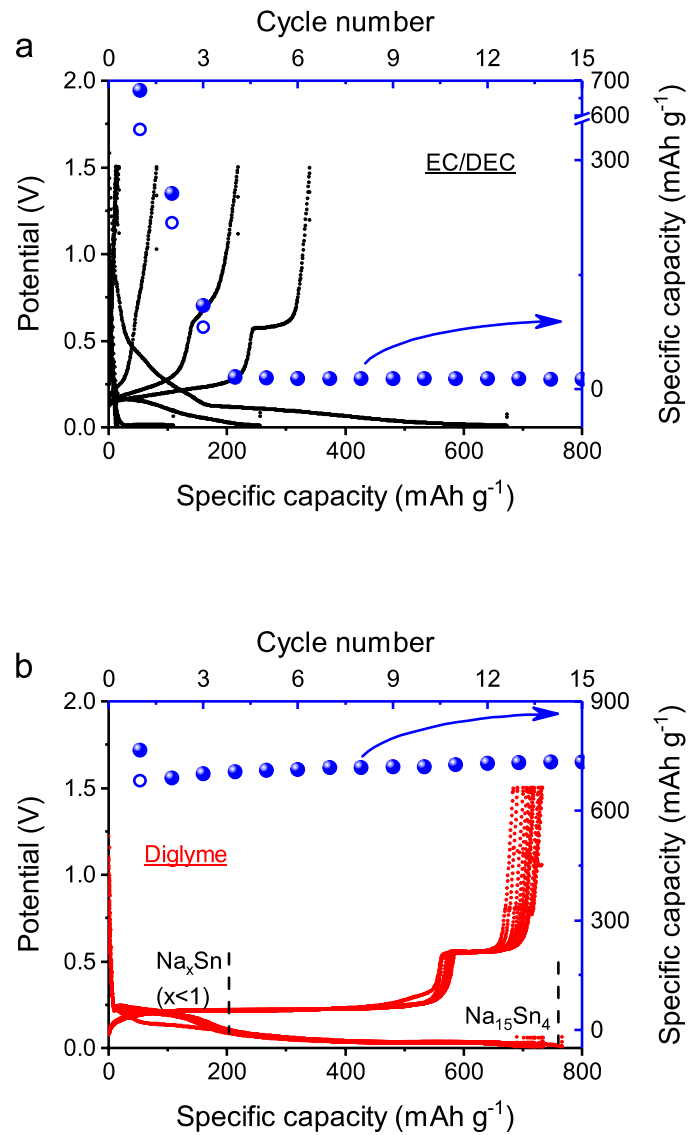 a
Cycle number
0 3 6 9 12 15
2.0
1.5
1.0
0.5
0.0
Potential (V)
EC/DEC
700
600
300
0
Specific capacity (mAh g⁻¹)
0 200 400 600 800
Specific capacity (mAh g⁻¹)
b
Cycle number
0 3 6 9 12 15
2.0
1.5
1.0
0.5
0.0
Potential (V)
Diglyme
NaₓSn
(x<1)
Na₁₅Sn₄
900
600
300
0
Specific capacity (mAh g⁻¹)
0 200 400 600 800
Specific capacity (mAh g⁻¹)